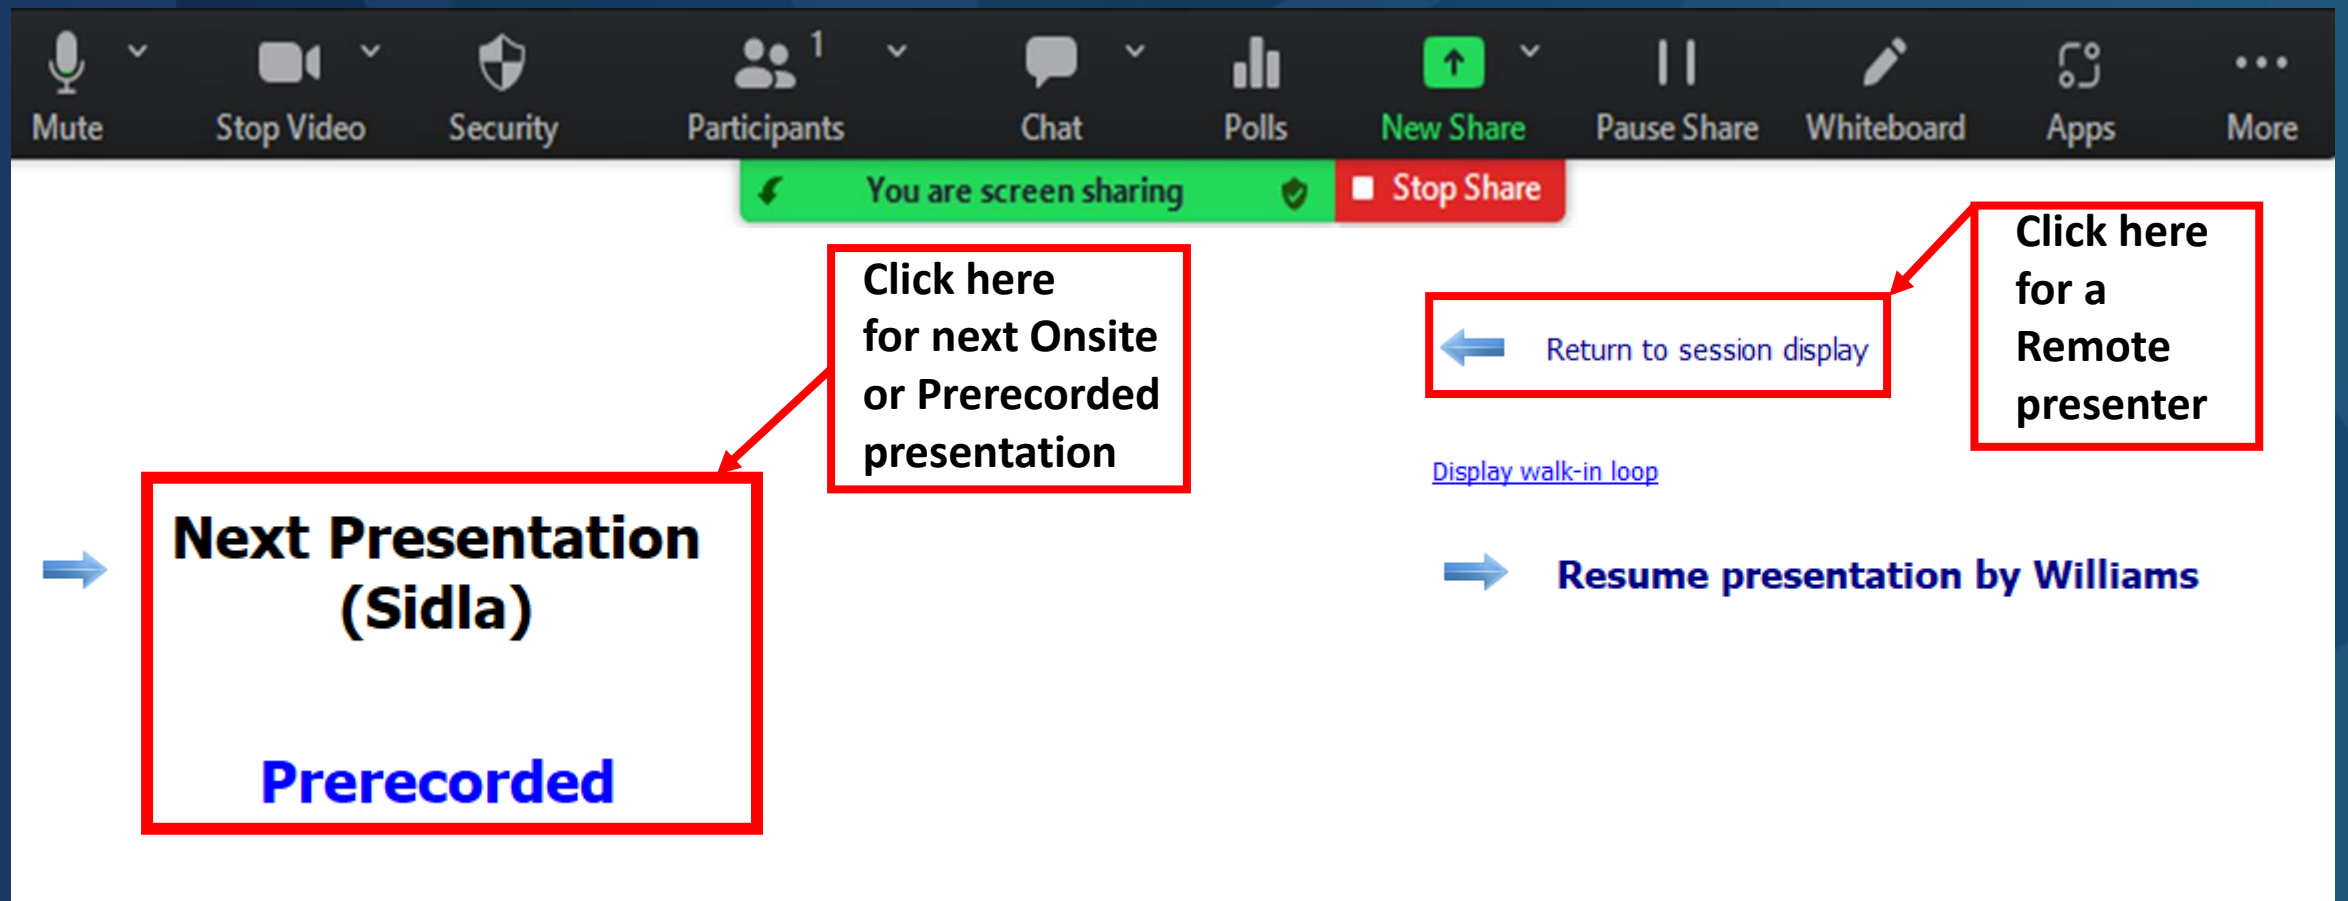 1
Mute
Stop Video
Security
Participants
Chat
Polls
New Share
Pause Share
Whiteboard
Apps
More
You are screen sharing
Stop Share
Click here
for next Onsite
or Prerecorded
presentation
Click here
for a
Remote
presenter
Return to session display
Display walk-in loop
Next Presentation
(Sidla)
Prerecorded
Resume presentation by Williams